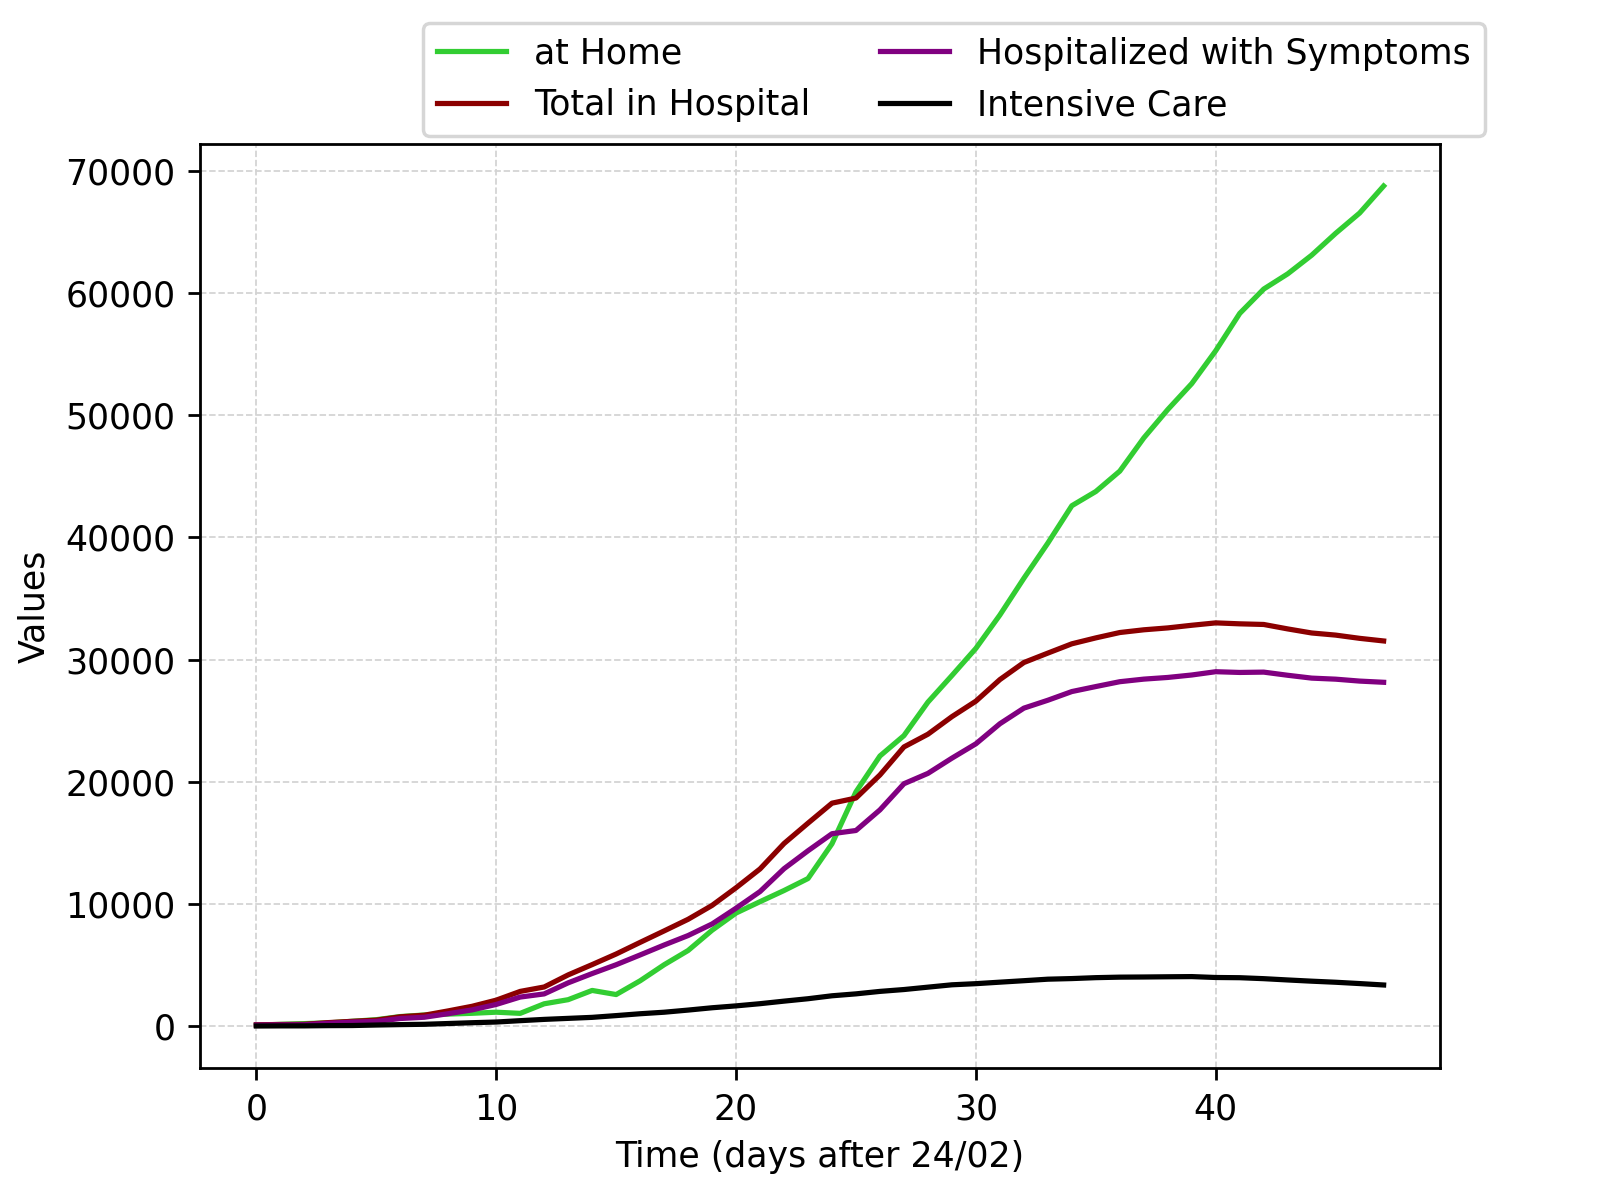 at Home
Total in Hospital
Hospitalized with Symptoms
Intensive Care
70000
60000
50000
40000
30000
20000
10000
0
Values
0 10 20 30 40
Time (days after 24/02)